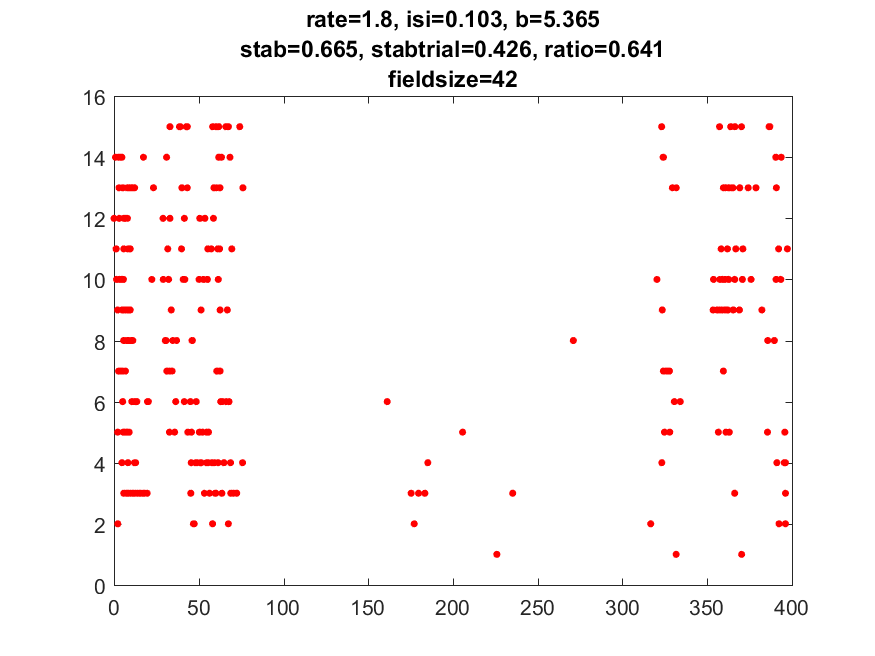 rate=1.8, isi=0.103, b=5.365
stab=0.665, stabtrial=0.426, ratio=0.641
fieldsize=42
16
14
12
10
8
6
4
2
0
0 50 100 150 200 250 300 350 400